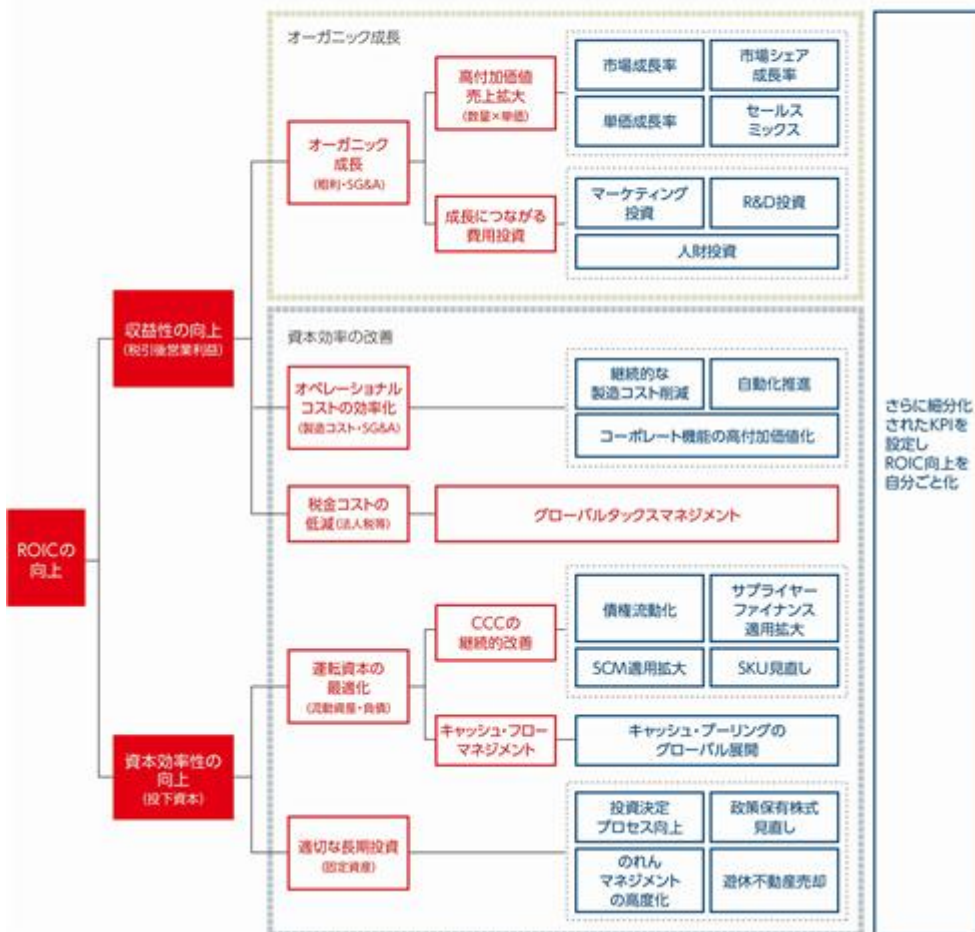 オーガニック成長
高付加価値
売上拡大
(数量×単価)
市場成長率
市場シェア
成長率
単価成長率
セールス
ミックス
オーガニック
成長
(粗利・SG&A)
成長につながる
費用投資
マーケティング
投資
R&D投資
人財投資
収益性の向上
(税引後営業利益)
資本効率の改善
オペレーショナル
コストの効率化
(製造コスト・SG&A)
継続的な
製造コスト削減
自動化推進
コーポレート機能の高付加価値化
さらに細分化
されたKPIを
設定し
ROIC向上を
自分ごと化
税金コストの
低減(法人税等)
グローバルタックスマネジメント
ROICの
向上
CCCの
継続的改善
債権流動化
サプライヤー
ファイナンス
適用拡大
SCM適用拡大
SKU見直し
運転資本の
最適化
(流動資産・負債)
キャッシュ・フロー
マネジメント
キャッシュ・プーリングの
グローバル展開
資本効率性の
向上
(投下資本)
適切な長期投資
(固定資産)
投資決定
プロセス向上
政策保有株式
見直し
のれん
マネジメント
の高度化
遊休不動産売却